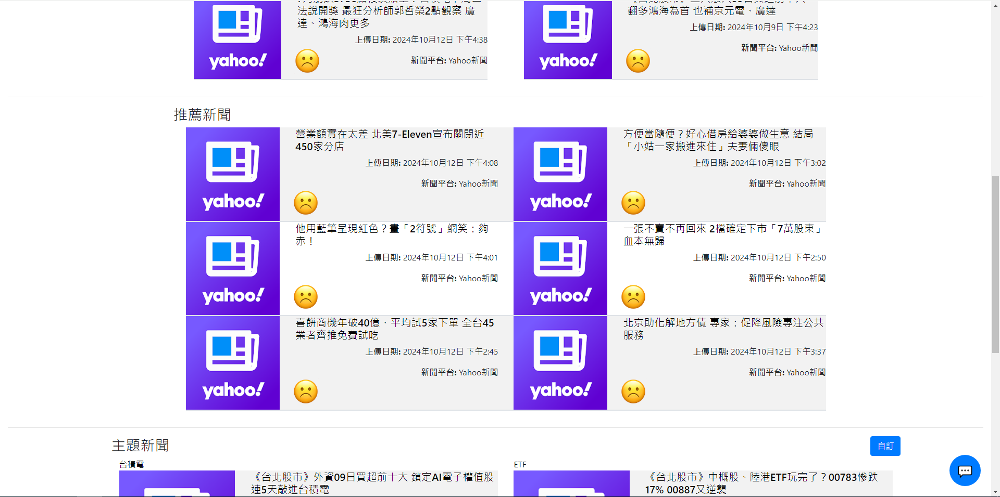 法說開獎 最狂分析師郭哲榮2點觀察 廣
達、鴻海肉更多
上傳日期: 2024年10月12日 下午4:38
新聞平台: Yahoo新聞
yahoo!
翻多鴻海為首 也補京元電、廣達
上傳日期: 2024年10月9日 下午4:23
新聞平台: Yahoo新聞
yahoo!
推薦新聞
營業額實在太差 北美7-Eleven宣布關閉近
450家分店
上傳日期: 2024年10月12日 下午4:08
新聞平台: Yahoo新聞
yahoo!
方便當隨便？好心借房給婆婆做生意 結局
「小姑一家搬進來住」夫妻倆傻眼
上傳日期: 2024年10月12日 下午3:02
新聞平台: Yahoo新聞
yahoo!
他用藍筆呈現紅色？畫「2符號」網笑：夠
赤！
上傳日期: 2024年10月12日 下午4:01
新聞平台: Yahoo新聞
yahoo!
一張不賣不再回來 2檔確定下市「7萬股東」
血本無歸
上傳日期: 2024年10月12日 下午2:50
新聞平台: Yahoo新聞
yahoo!
喜餅商機年破40億、平均試5家下單 全台45
業者齊推免費試吃
上傳日期: 2024年10月12日 下午2:45
新聞平台: Yahoo新聞
yahoo!
北京助化解地方債 專家：促降風險專注公共
服務
上傳日期: 2024年10月12日 下午3:37
新聞平台: Yahoo新聞
yahoo!
主題新聞
自訂
台積電
《台北股市》外資09日買超前十大 鎖定AI電子權值股
連5天敲進台積電
ETF
《台北股市》中概股、陸港ETF玩完了？00783慘跌
17% 00887又逆襲